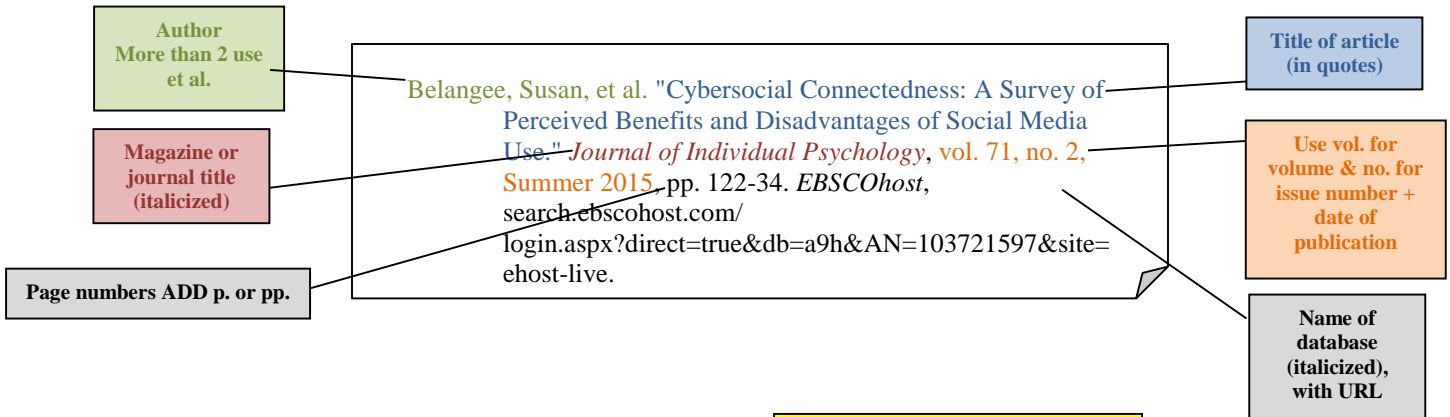 Author
More than 2 use
et al.
Title of article
(in quotes)
Belangee, Susan, et al. "Cybersocial Connectedness: A Survey of
Perceived Benefits and Disadvantages of Social Media
Use." Journal of Individual Psychology, vol. 71, no. 2,
Summer 2015, pp. 122-34. EBSCOhost,
search.ebscohost.com/
login.aspx?direct=true&db=a9h&AN=103721597&site=
ehost-live.
Magazine or
journal title
(italicized)
Use vol. for
volume & no. for
issue number +
date of
publication
Page numbers ADD p. or pp.
Name of
database
(italicized),
with URL